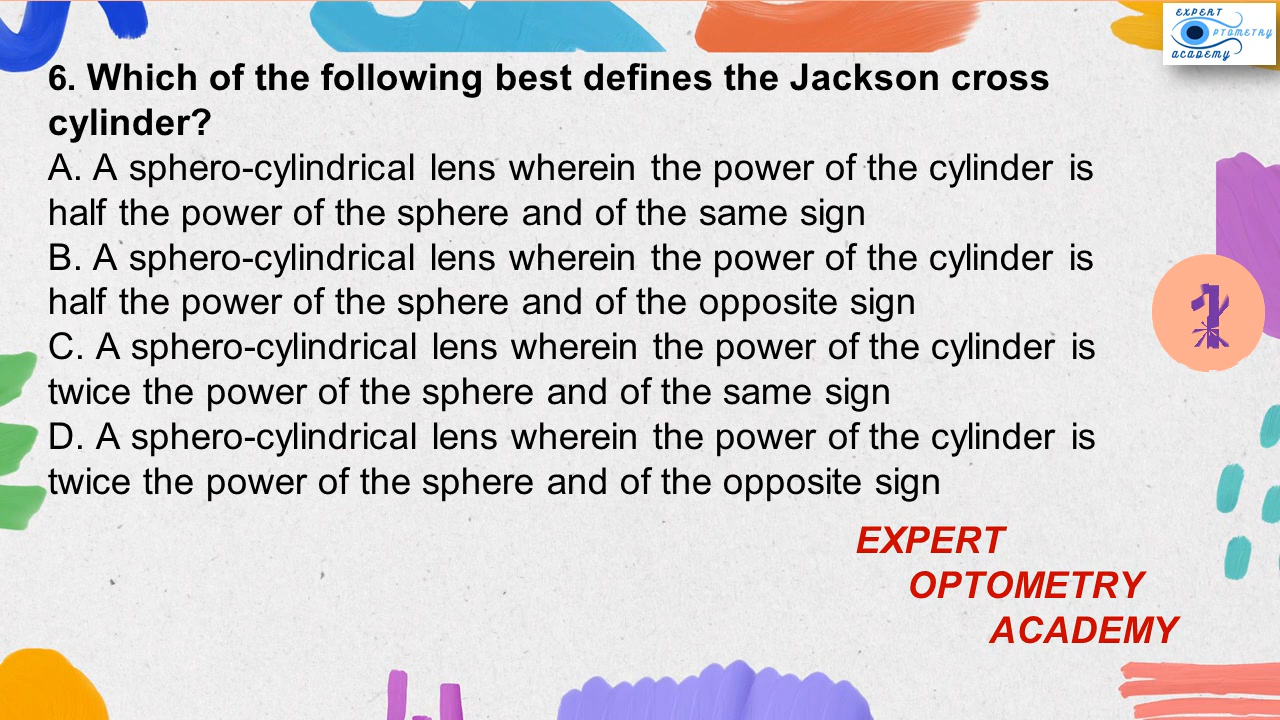 EXPERT
OPTOMETRY
ACADEMY
6. Which of the following best defines the Jackson cross
cylinder?
A. A sphero-cylindrical lens wherein the power of the cylinder is
half the power of the sphere and of the same sign
B. A sphero-cylindrical lens wherein the power of the cylinder is
half the power of the sphere and of the opposite sign
C. A sphero-cylindrical lens wherein the power of the cylinder is
twice the power of the sphere and of the same sign
D. A sphero-cylindrical lens wherein the power of the cylinder is
twice the power of the sphere and of the opposite sign
EXPERT
OPTOMETRY
ACADEMY